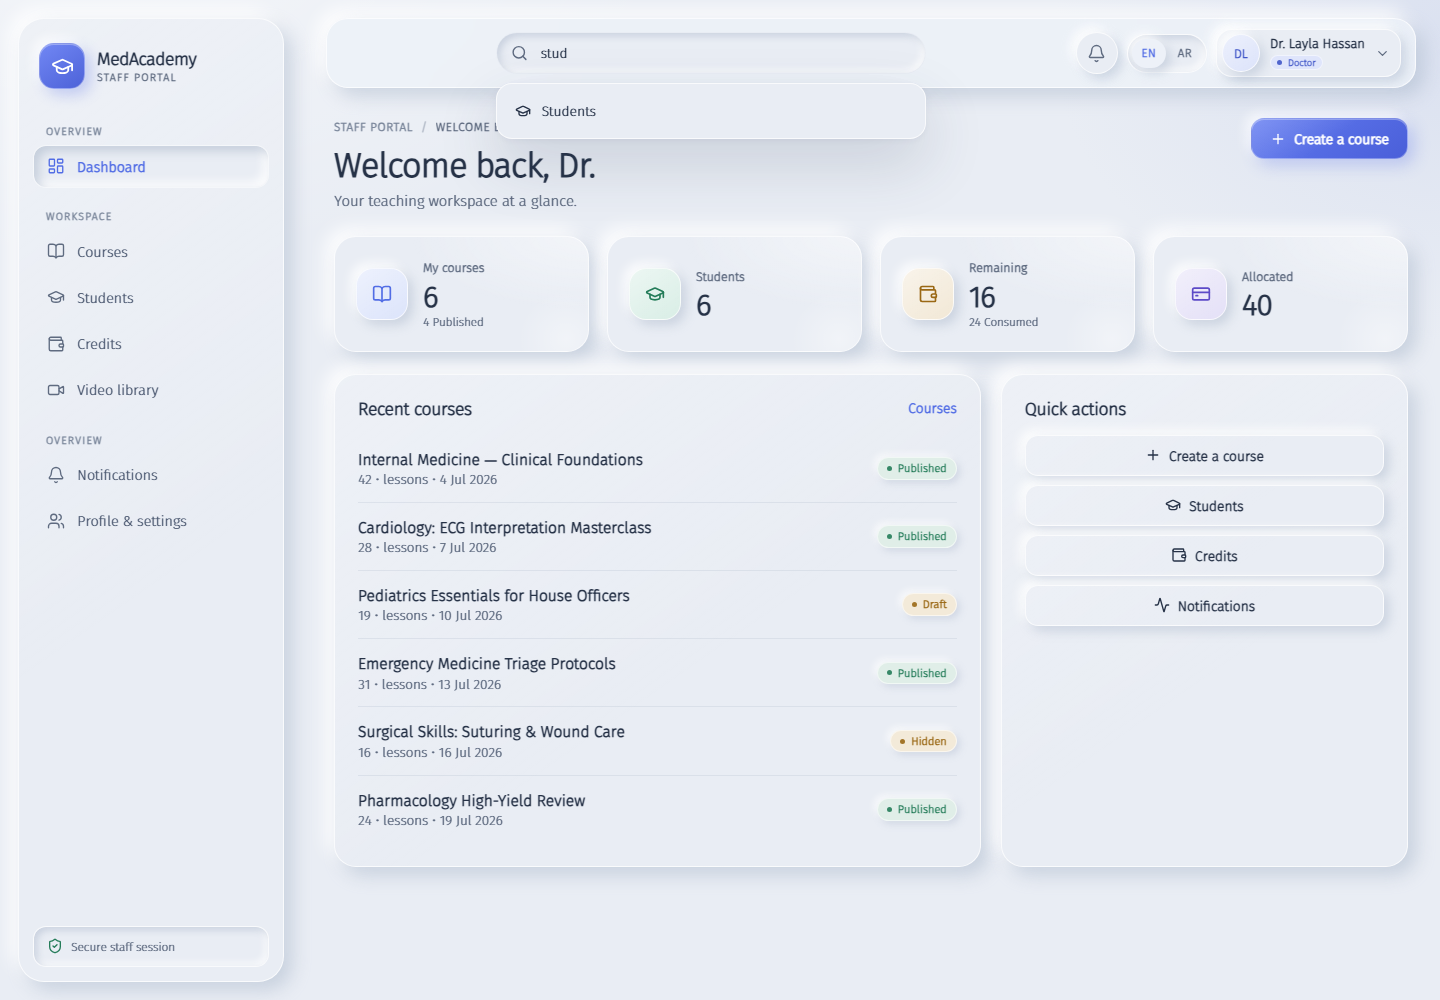 MedAcademy
STAFF PORTAL
OVERVIEW
Dashboard
WORKSPACE
Courses
Students
Credits
Video library
OVERVIEW
Notifications
Profile & settings
Secure staff session
stud
Students
EN
AR
DL
Dr. Layla Hassan
Doctor
STAFF PORTAL / WELCOME
Welcome back, Dr.
Your teaching workspace at a glance.
Create a course
My courses
6
4 Published
Students
6
Remaining
16
24 Consumed
Allocated
40
Recent courses
Courses
Internal Medicine — Clinical Foundations
42 • lessons • 4 Jul 2026
Published
Cardiology: ECG Interpretation Masterclass
28 • lessons • 7 Jul 2026
Published
Pediatrics Essentials for House Officers
19 • lessons • 10 Jul 2026
Draft
Emergency Medicine Triage Protocols
31 • lessons • 13 Jul 2026
Published
Surgical Skills: Suturing & Wound Care
16 • lessons • 16 Jul 2026
Hidden
Pharmacology High-Yield Review
24 • lessons • 19 Jul 2026
Published
Quick actions
Create a course
Students
Credits
Notifications